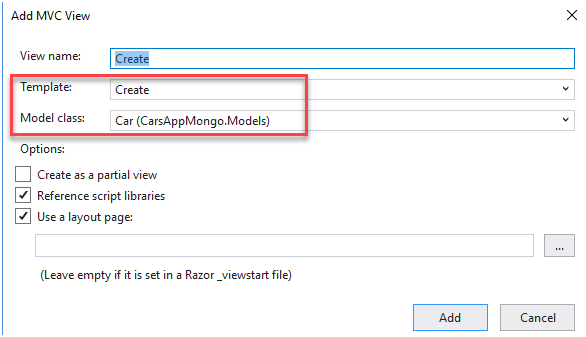 Add MVC View
View name: Create
Template: Create
Model class: Car (CarsAppMongo.Models)
Options:
Create as a partial view
Reference script libraries
Use a layout page:
...
(Leave empty if it is set in a Razor _viewstart file)
Add Cancel